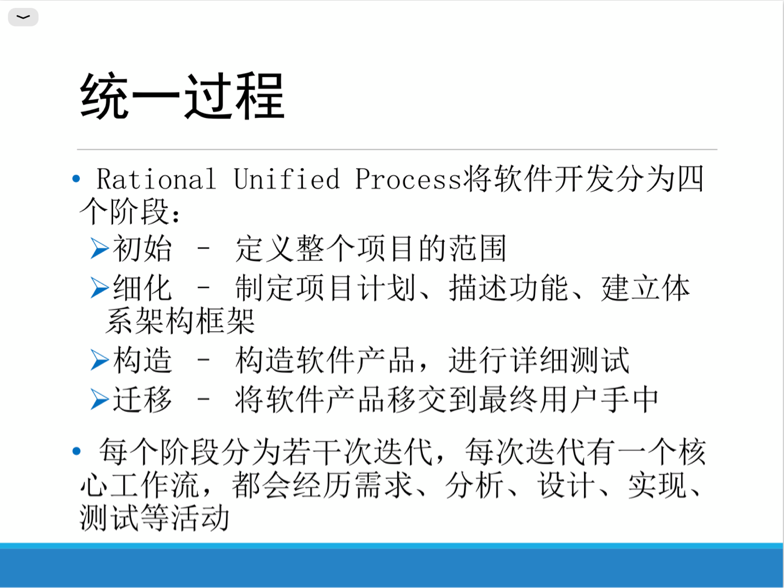 统一过程
• Rational Unified Process将软件开发分为四
个阶段：
➢初始 – 定义整个项目的范围
➢细化 – 制定项目计划、描述功能、建立体
系架构框架
➢构造 – 构造软件产品，进行详细测试
➢迁移 – 将软件产品移交到最终用户手中
• 每个阶段分为若干次迭代，每次迭代有一个核
心工作流，都会经历需求、分析、设计、实现、
测试等活动